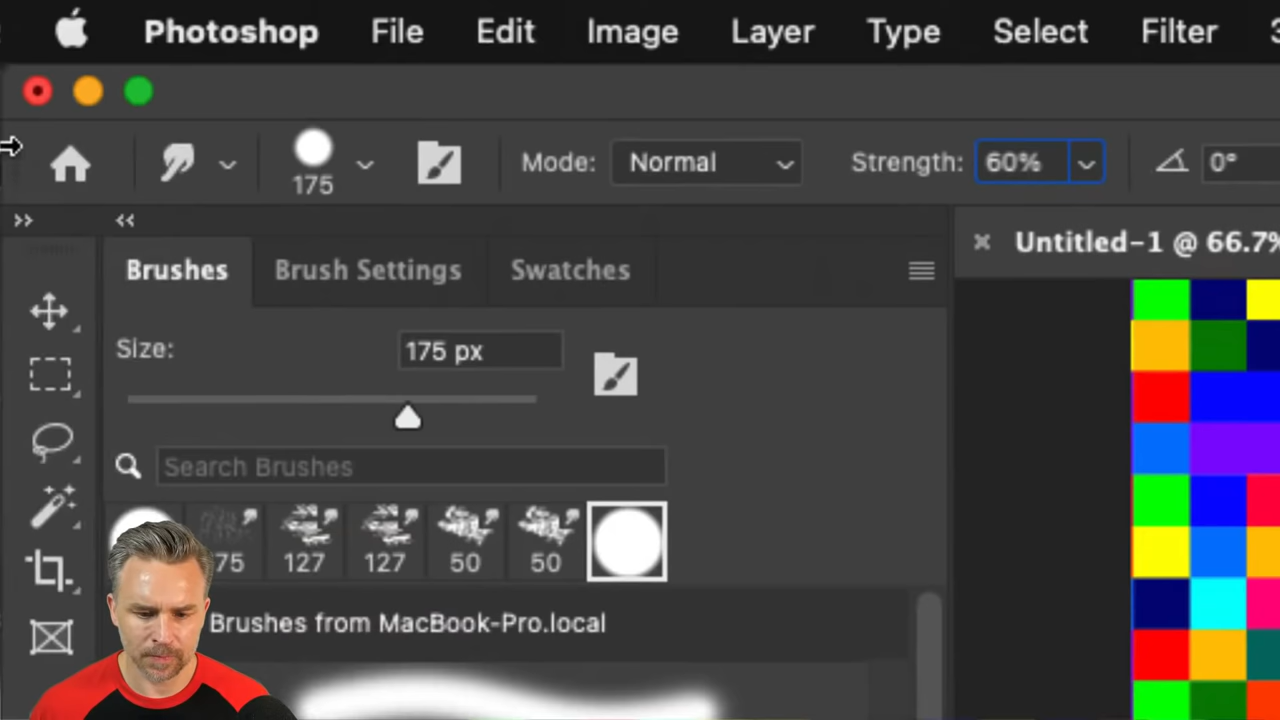 Photoshop File Edit Image Layer Type Select Filter
175 Mode: Normal Strength: 60% 0°
Brushes Brush Settings Swatches Untitled-1 @ 66.7%
Size: 175 px
Search Brushes
75 127 127 50 50
Brushes from MacBook-Pro.local